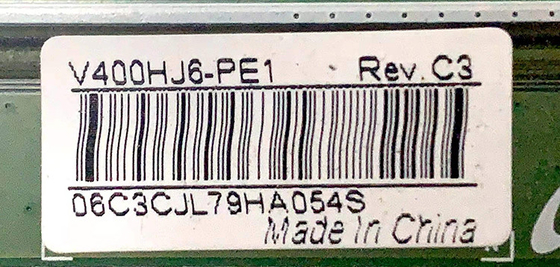 V400HJ6-PE1 Rev. C3
06C3CJL79HA054S
Made In China